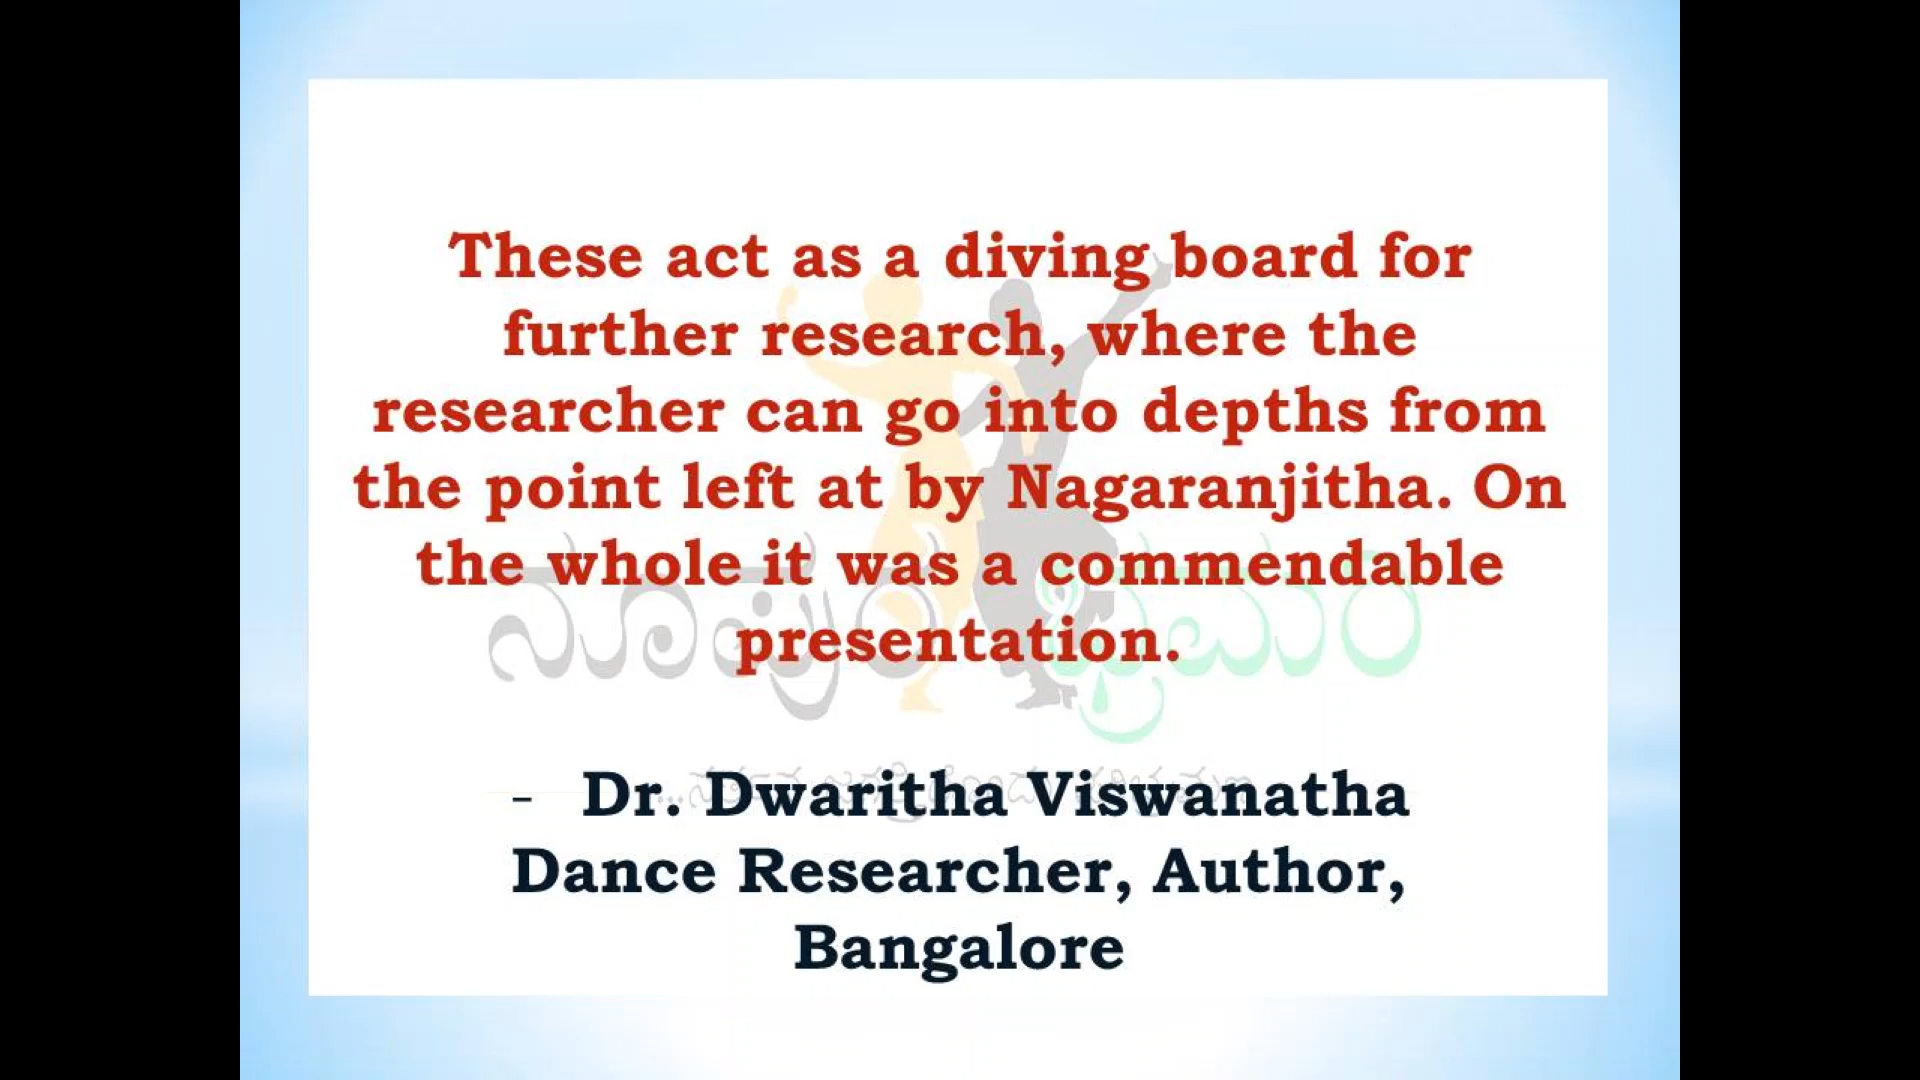 These act as a diving board for
further research, where the
researcher can go into depths from
the point left at by Nagaranjitha. On
the whole it was a commendable
presentation.
ನೂಪುರ ಭ್ರಮರಿ
- Dr. Dwaritha Viswanatha
Dance Researcher, Author,
Bangalore